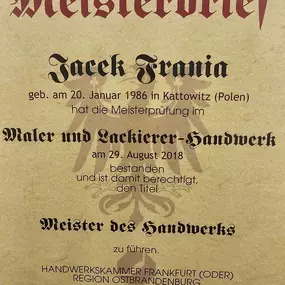 Meisterbrief
Jacek Frania
geb. am 20. Januar 1986 in Kattowitz (Polen)
hat die Meisterprüfung im
Maler und Lackierer-Handwerk
am 29. August 2018
bestanden
und ist damit berechtigt,
den Titel
Meister des Handwerks
zu führen.
HANDWERKSKAMMER FRANKFURT (ODER)
REGION OSTBRANDENBURG